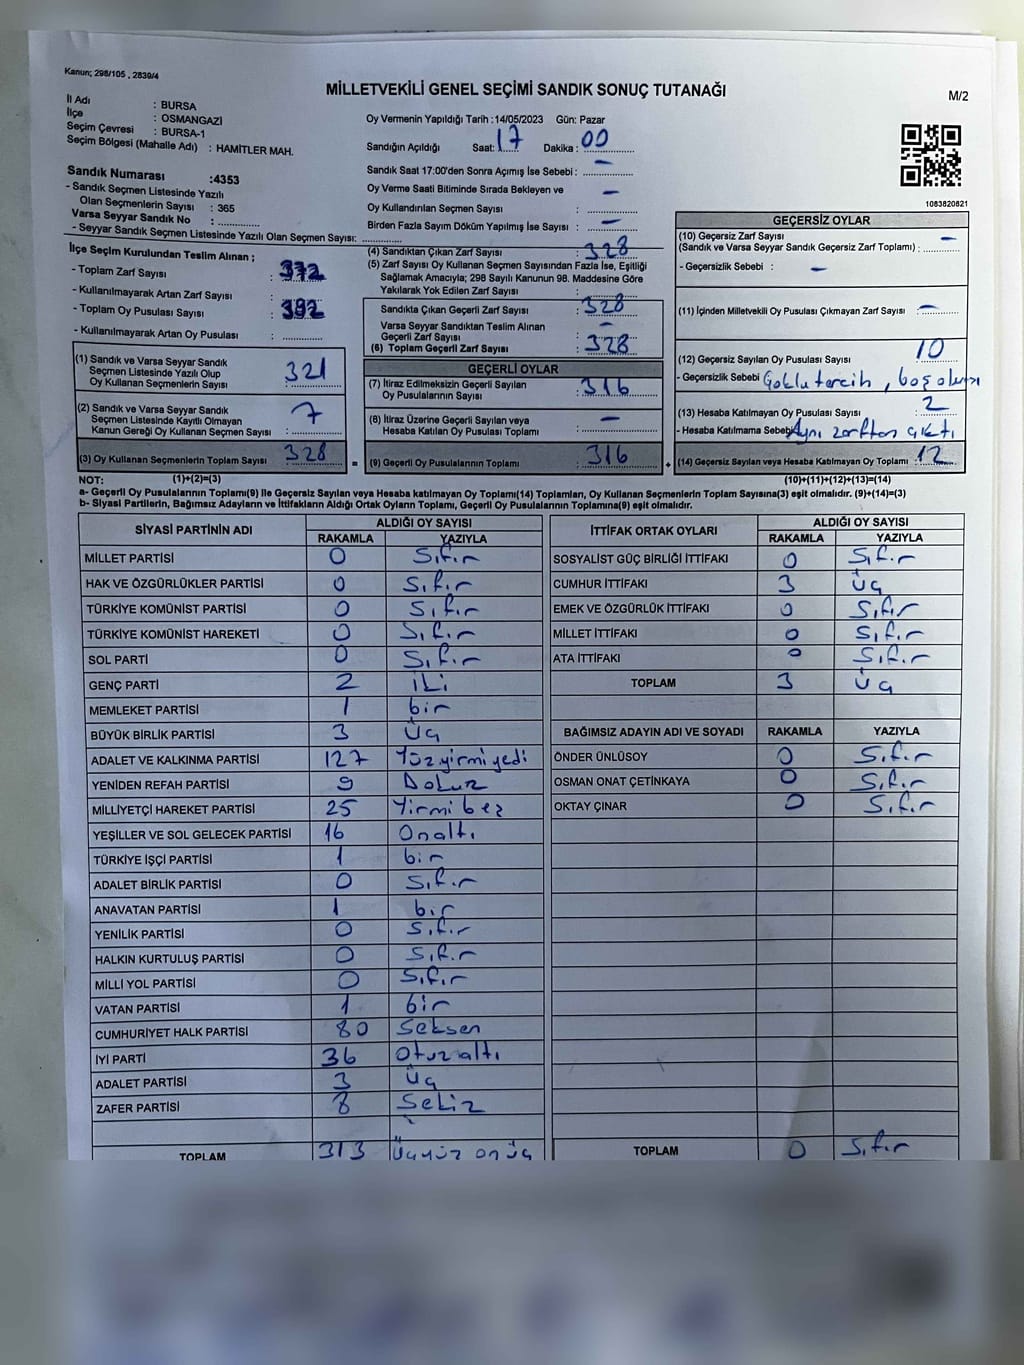 Kanun; 298/105 , 2839/4
MİLLETVEKİLİ GENEL SEÇİMİ SANDIK SONUÇ TUTANAĞI
M/2
İl Adı : BURSA
İlçe : OSMANGAZİ
Seçim Çevresi : BURSA-1
Seçim Bölgesi (Mahalle Adı) : HAMİTLER MAH.
Sandık Numarası :4353
- Sandık Seçmen Listesinde Yazılı
Olan Seçmenlerin Sayısı : 365
Varsa Seyyar Sandık No :
- Seyyar Sandık Seçmen Listesinde Yazılı Olan Seçmen Sayısı:
İlçe Seçim Kurulundan Teslim Alınan ;
- Toplam Zarf Sayısı : 372
- Kullanılmayarak Artan Zarf Sayısı :
- Toplam Oy Pusulası Sayısı :
- Kullanılmayarak Artan Oy Pusulası :
(1) Sandık ve Varsa Seyyar Sandık
Seçmen Listesinde Yazılı Olup
Oy Kullanan Seçmenlerin Sayısı : 321
(2) Sandık ve Varsa Seyyar Sandık
Seçmen Listesinde Kayıtlı Olmayan
Kanun Gereği Oy Kullanan Seçmen Sayısı : 7
(3) Oy Kullanan Seçmenlerin Toplam Sayısı : 328
Oy Vermenin Yapıldığı Tarih :14/05/2023 Gün: Pazar
Sandığın Açıldığı Saat: 17 Dakika : 00
Sandık Saat 17:00'den Sonra Açımış İse Sebebi : -
Oy Verme Saati Bitiminde Sırada Bekleyen ve -
Oy Kullandırılan Seçmen Sayısı :
Birden Fazla Sayım Döküm Yapılmış İse Sayısı : -
(4) Sandıktan Çıkan Zarf Sayısı : 328
(5) Zarf Sayısı Oy Kullanan Seçmen Sayısından Fazla İse, Eşitliği
Sağlamak Amacıyla; 298 Sayılı Kanunun 98. Maddesine Göre
Yakılarak Yok Edilen Zarf Sayısı :
Sandıkta Çıkan Geçerli Zarf Sayısı : 328
Varsa Seyyar Sandıktan Teslim Alınan -
Geçerli Zarf Sayısı :
(6) Toplam Geçerli Zarf Sayısı : 328
GEÇERLİ OYLAR
(7) İtiraz Edilmeksizin Geçerli Sayılan
Oy Pusulalarının Sayısı : 316
(8) İtiraz Üzerine Geçerli Sayılan veya
Hesaba Katılan Oy Pusulası Toplamı : -
(9) Geçerli Oy Pusulalarının Toplamı : 316
1083820821
GEÇERSİZ OYLAR
(10) Geçersiz Zarf Sayısı -
(Sandık ve Varsa Seyyar Sandık Geçersiz Zarf Toplamı) :
- Geçersizlik Sebebi : -
(11) İçinden Milletvekili Oy Pusulası Çıkmayan Zarf Sayısı : -
(12) Geçersiz Sayılan Oy Pusulası Sayısı : 10
- Geçersizlik Sebebi Çoklu tercih, boş olması
(13) Hesaba Katılmayan Oy Pusulası Sayısı : 2
- Hesaba Katılmama Sebebi Aynı zarftan çıktı
(14) Geçersiz Sayılan veya Hesaba Katılmayan Oy Toplamı : 12
NOT: (1)+(2)=(3) (10)+(11)+(12)+(13)=(14)
a- Geçerli Oy Pusulalarının Toplamı(9) ile Geçersiz Sayılan veya Hesaba katılmayan Oy Toplamı(14) Toplamları, Oy Kullanan Seçmenlerin Toplam Sayısına(3) eşit olmalıdır. (9)+(14)=(3)
b- Siyasi Partilerin, Bağımsız Adayların ve İttifakların Aldığı Ortak Oyların Toplamı, Geçerli Oy Pusulalarının Toplamına(9) eşit olmalıdır.
SİYASİ PARTİNİN ADI ALDIĞI OY SAYISI
RAKAMLA YAZIYLA
MİLLET PARTİSİ 0 Sıfır
HAK VE ÖZGÜRLÜKLER PARTİSİ 0 Sıfır
TÜRKİYE KOMÜNİST PARTİSİ 0 Sıfır
TÜRKİYE KOMÜNİST HAREKETİ 0 Sıfır
SOL PARTİ 0 Sıfır
GENÇ PARTİ 2 iki
MEMLEKET PARTİSİ 1 bir
BÜYÜK BİRLİK PARTİSİ 3 üç
ADALET VE KALKINMA PARTİSİ 127 Yüzyirmiyedi
YENİDEN REFAH PARTİSİ 9 Dokuz
MİLLİYETÇİ HAREKET PARTİSİ 25 Yirmibeş
YEŞİLLER VE SOL GELECEK PARTİSİ 16 Onaltı
TÜRKİYE İŞÇİ PARTİSİ 1 bir
ADALET BİRLİK PARTİSİ 0 Sıfır
ANAVATAN PARTİSİ 1 bir
YENİLİK PARTİSİ 0 Sıfır
HALKIN KURTULUŞ PARTİSİ 0 Sıfır
MİLLİ YOL PARTİSİ 0 Sıfır
VATAN PARTİSİ 1 bir
CUMHURİYET HALK PARTİSİ 80 Seksen
İYİ PARTİ 36 Otuzaltı
ADALET PARTİSİ 3 üç
ZAFER PARTİSİ 8 Sekiz
TOPLAM 313 üçyüz onüç
İTTİFAK ORTAK OYLARI ALDIĞI OY SAYISI
RAKAMLA YAZIYLA
SOSYALİST GÜÇ BİRLİĞİ İTTİFAKI 0 Sıfır
CUMHUR İTTİFAKI 3 üç
EMEK VE ÖZGÜRLÜK İTTİFAKI 0 Sıfır
MİLLET İTTİFAKI 0 Sıfır
ATA İTTİFAKI 0 Sıfır
TOPLAM 3 üç
BAĞIMSIZ ADAYIN ADI VE SOYADI RAKAMLA YAZIYLA
ÖNDER ÜNLÜSOY 0 Sıfır
OSMAN ONAT ÇETİNKAYA 0 Sıfır
OKTAY ÇINAR 0 Sıfır
TOPLAM 0 Sıfır